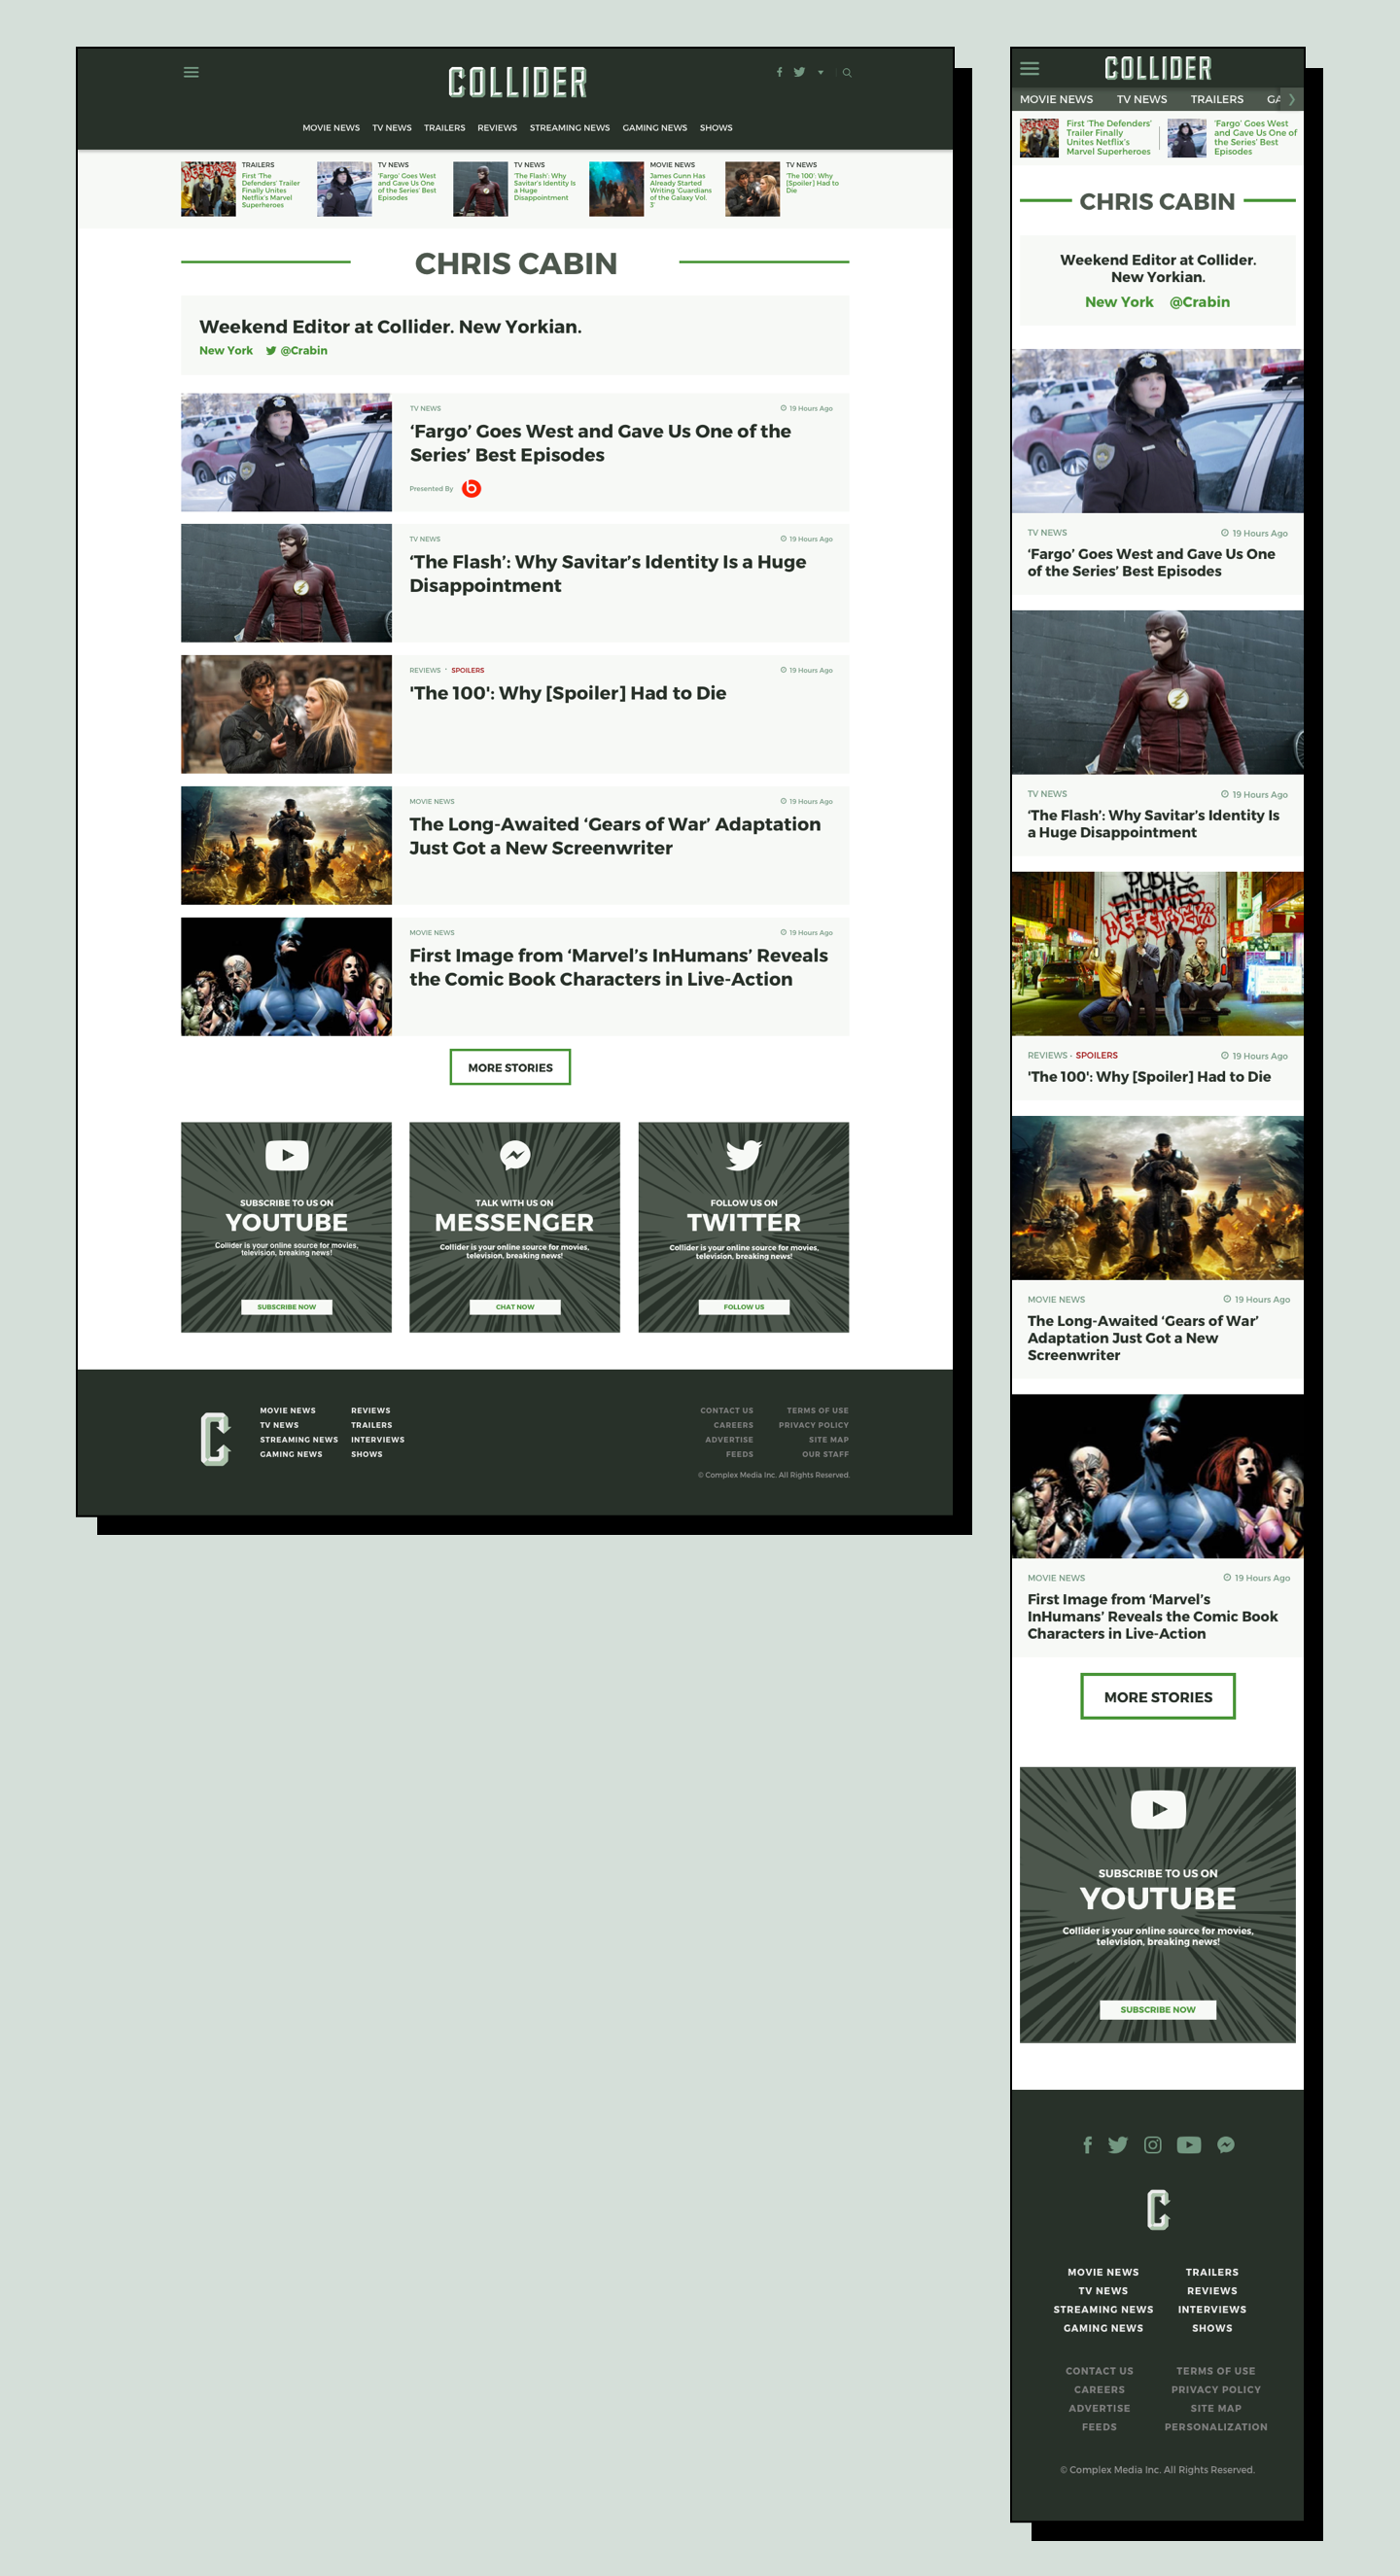 COLLIDER
MOVIE NEWS TV NEWS TRAILERS REVIEWS STREAMING NEWS GAMING NEWS SHOWS
TRAILERS
First 'The
Defenders' Trailer
Finally Unites
Netflix's Marvel
Superheroes
TV NEWS
'Fargo' Goes West
and Gave Us One
of the Series' Best
Episodes
TV NEWS
'The Flash': Why
Savitar's Identity Is
a Huge
Disappointment
MOVIE NEWS
James Gunn Has
Already Started
Writing 'Guardians
of the Galaxy Vol.
3'
TV NEWS
'The 100': Why
[Spoiler] Had to
Die
CHRIS CABIN
Weekend Editor at Collider. New Yorkian.
New York @Crabin
TV NEWS 19 Hours Ago
‘Fargo’ Goes West and Gave Us One of the
Series’ Best Episodes
Presented By b
TV NEWS 19 Hours Ago
‘The Flash’: Why Savitar’s Identity Is a Huge
Disappointment
REVIEWS · SPOILERS 19 Hours Ago
'The 100': Why [Spoiler] Had to Die
MOVIE NEWS 19 Hours Ago
The Long-Awaited ‘Gears of War’ Adaptation
Just Got a New Screenwriter
MOVIE NEWS 19 Hours Ago
First Image from ‘Marvel’s InHumans’ Reveals
the Comic Book Characters in Live-Action
MORE STORIES
SUBSCRIBE TO US ON
YOUTUBE
Collider is your online source for movies,
television, breaking news!
SUBSCRIBE NOW
TALK WITH US ON
MESSENGER
Collider is your online source for movies,
television, breaking news!
CHAT NOW
FOLLOW US ON
TWITTER
Collider is your online source for movies,
television, breaking news!
FOLLOW US
MOVIE NEWS REVIEWS
TV NEWS TRAILERS
STREAMING NEWS INTERVIEWS
GAMING NEWS SHOWS
CONTACT US TERMS OF USE
CAREERS PRIVACY POLICY
ADVERTISE SITE MAP
FEEDS OUR STAFF
© Complex Media Inc. All Rights Reserved.
COLLIDER
MOVIE NEWS TV NEWS TRAILERS GA
First 'The Defenders'
Trailer Finally
Unites Netflix's
Marvel Superheroes
'Fargo' Goes West
and Gave Us One of
the Series' Best
Episodes
CHRIS CABIN
Weekend Editor at Collider.
New Yorkian.
New York @Crabin
TV NEWS 19 Hours Ago
‘Fargo’ Goes West and Gave Us One
of the Series’ Best Episodes
TV NEWS 19 Hours Ago
‘The Flash’: Why Savitar’s Identity Is
a Huge Disappointment
PUBLIC
ENEMIES
DEFENDERS
REVIEWS · SPOILERS 19 Hours Ago
'The 100': Why [Spoiler] Had to Die
MOVIE NEWS 19 Hours Ago
The Long-Awaited ‘Gears of War’
Adaptation Just Got a New
Screenwriter
MOVIE NEWS 19 Hours Ago
First Image from ‘Marvel’s
InHumans’ Reveals the Comic Book
Characters in Live-Action
MORE STORIES
SUBSCRIBE TO US ON
YOUTUBE
Collider is your online source for movies,
television, breaking news!
SUBSCRIBE NOW
MOVIE NEWS TRAILERS
TV NEWS REVIEWS
STREAMING NEWS INTERVIEWS
GAMING NEWS SHOWS
CONTACT US TERMS OF USE
CAREERS PRIVACY POLICY
ADVERTISE SITE MAP
FEEDS PERSONALIZATION
© Complex Media Inc. All Rights Reserved.